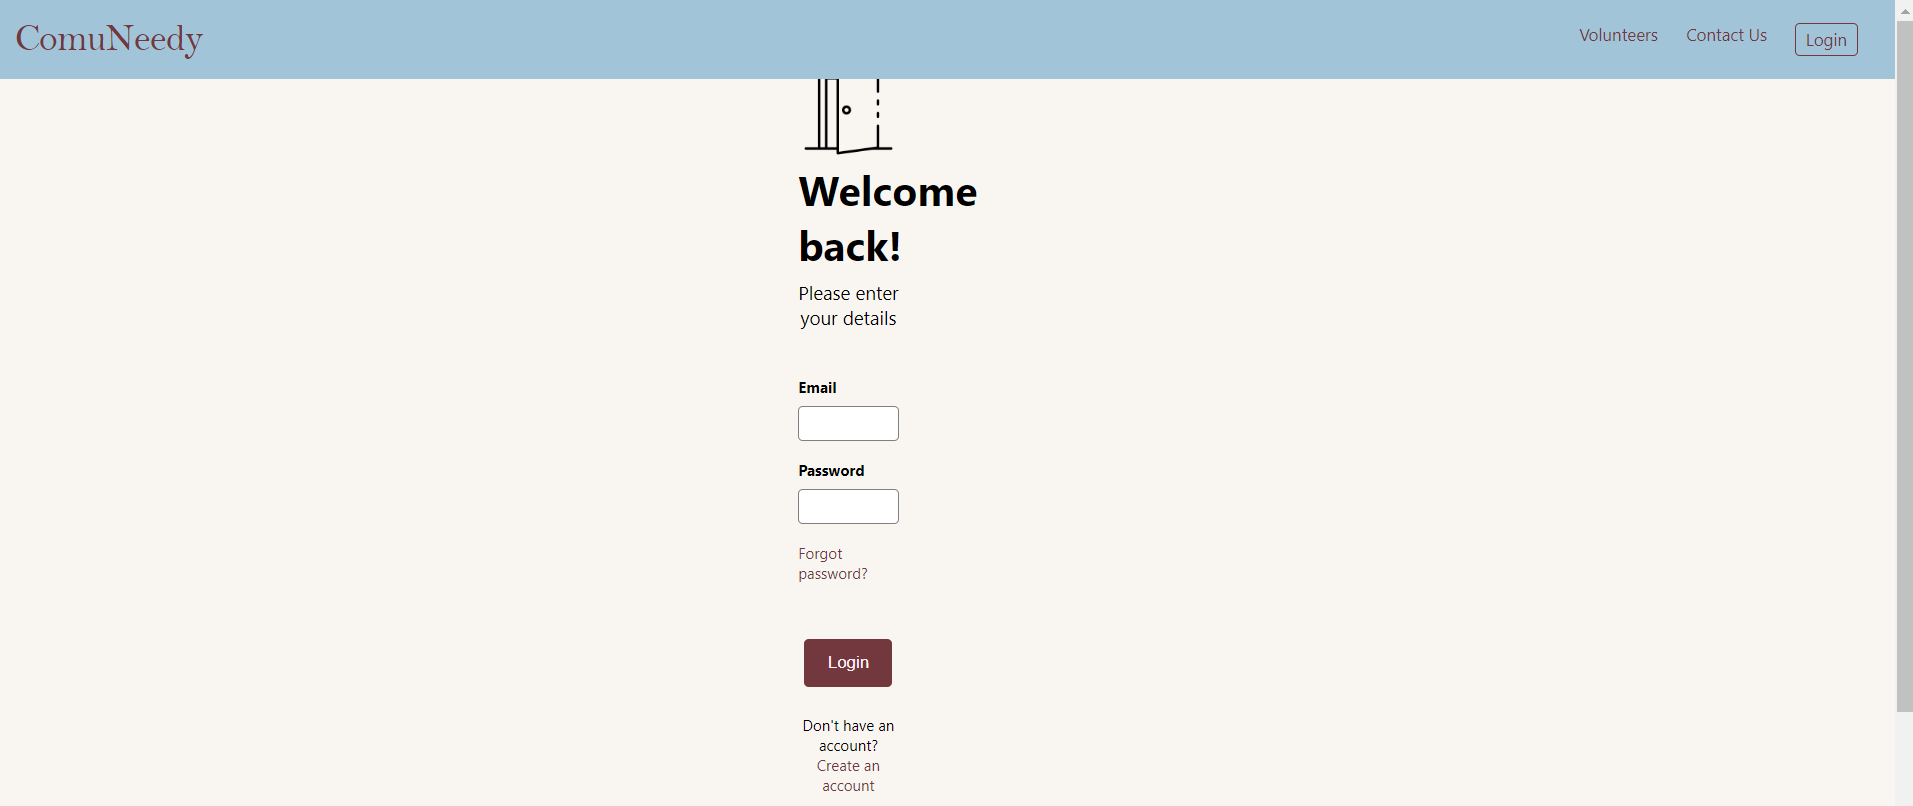 ComuNeedy
Volunteers
Contact Us
Login
Welcome
back!
Please enter
your details
Email
Password
Forgot
password?
Login
Don't have an
account?
Create an
account